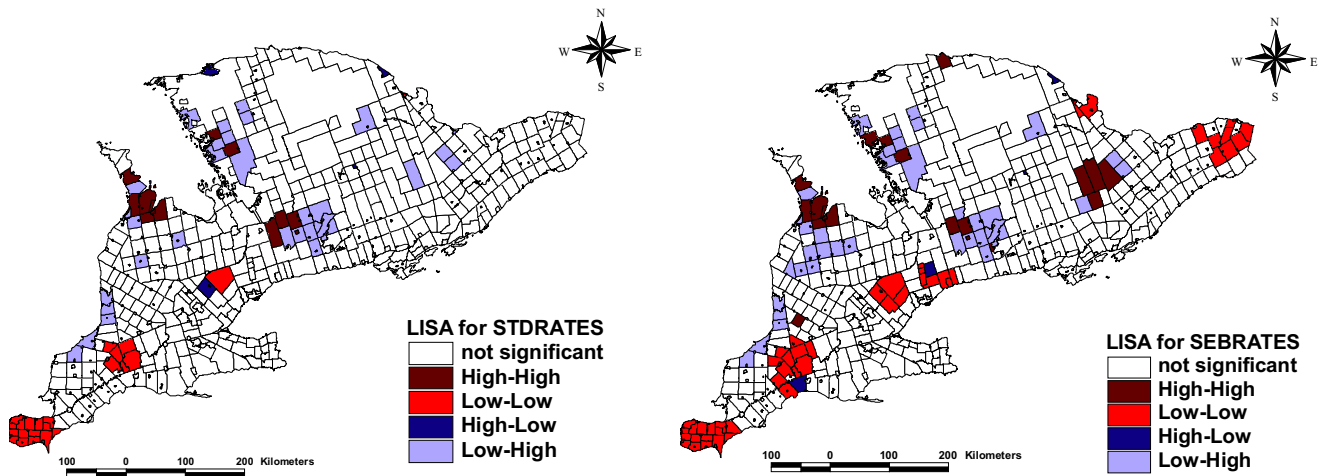 N
W E
S
LISA for STDRATES
not significant
High-High
Low-Low
High-Low
Low-High
100 0 100 200 Kilometers
N
W E
S
LISA for SEBRATES
not significant
High-High
Low-Low
High-Low
Low-High
100 0 100 200 Kilometers